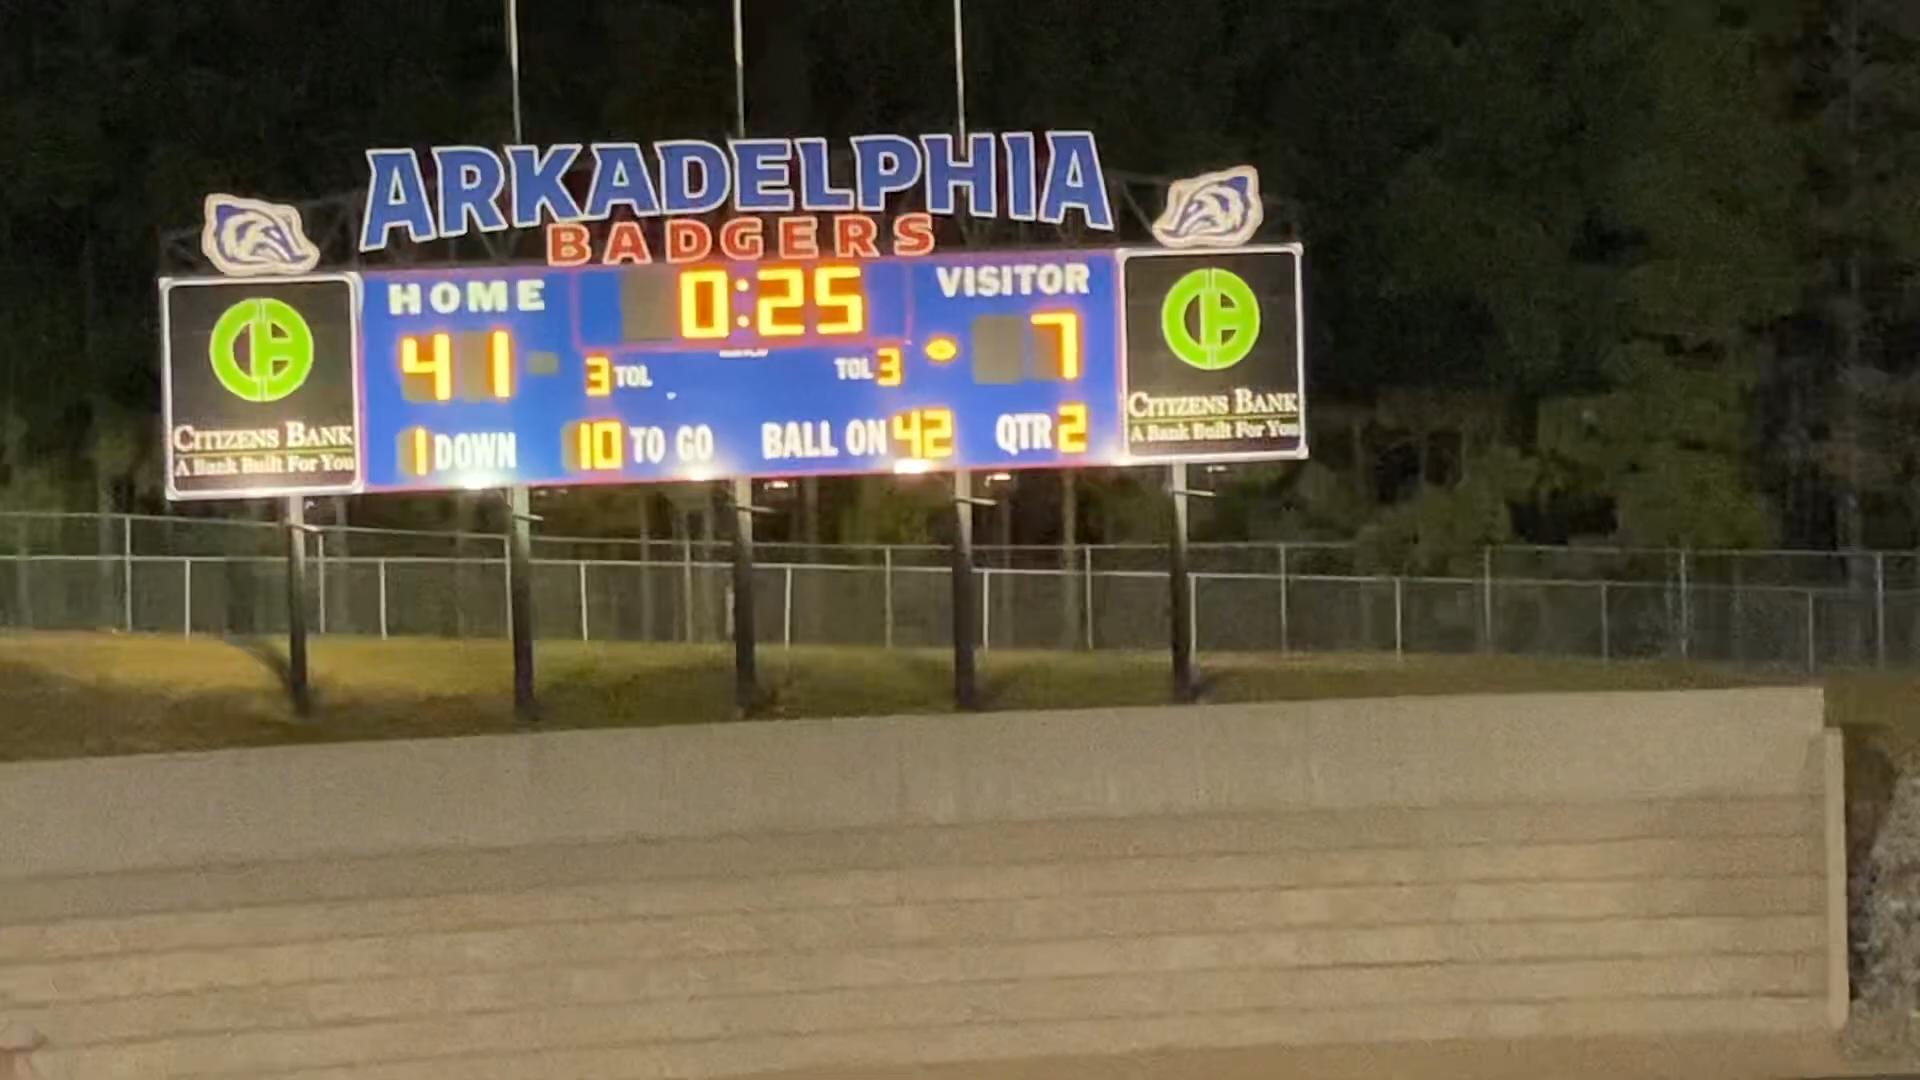 ARKADELPHIA
BADGERS
HOME 0:25 VISITOR
41 3 TOL TOL 3 7
1 DOWN 10 TO GO BALL ON 42 QTR 2
CITIZENS BANK
A Bank Built For You
CITIZENS BANK
A Bank Built For You